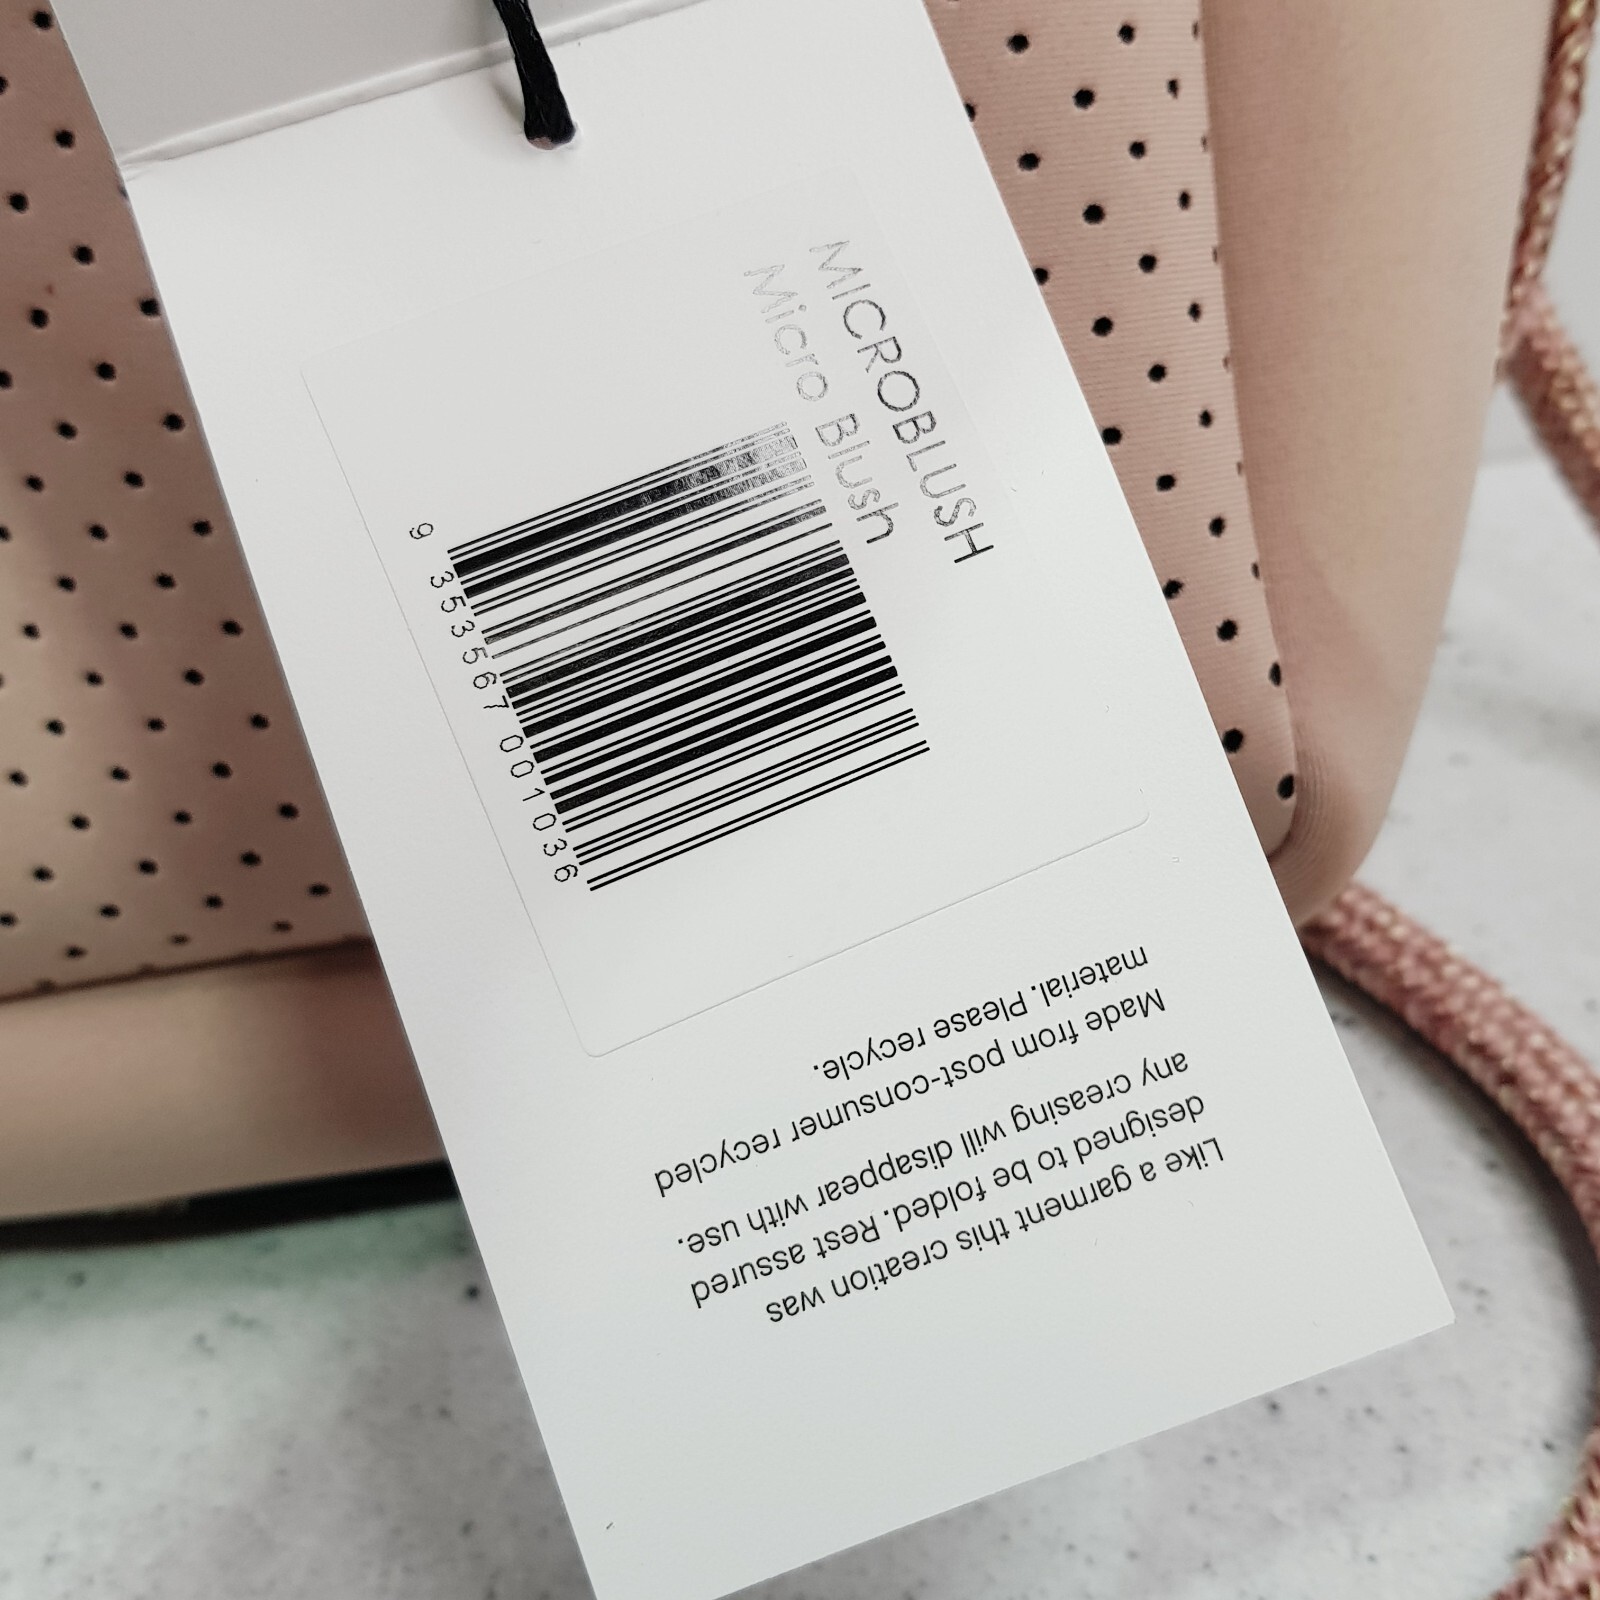 MICROBLUSH
Micro Blush
9 353567 001036
Like a garment this creation was
designed to be folded. Rest assured
any creasing will disappear with use.
Made from post-consumer recycled
material. Please recycle.